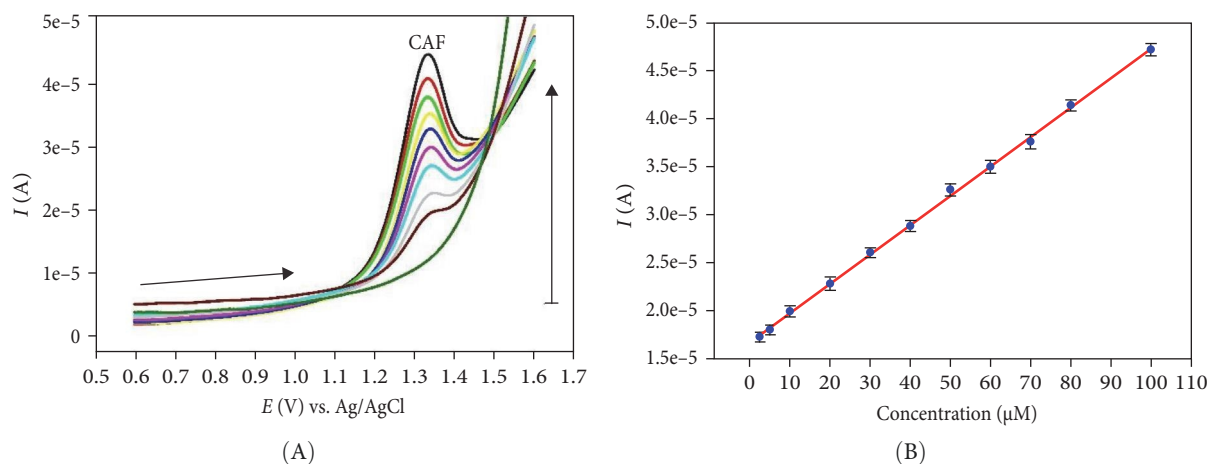 CAF
5e–5
4e–5
3e–5
2e–5
1e–5
0
I (A)
0.5 0.6 0.7 0.8 0.9 1.0 1.1 1.2 1.3 1.4 1.5 1.6 1.7
E (V) vs. Ag/AgCl
(A)
5.0e–5
4.5e–5
4.0e–5
3.5e–5
3.0e–5
2.5e–5
2.0e–5
1.5e–5
I (A)
0 10 20 30 40 50 60 70 80 90 100 110
Concentration (μM)
(B)